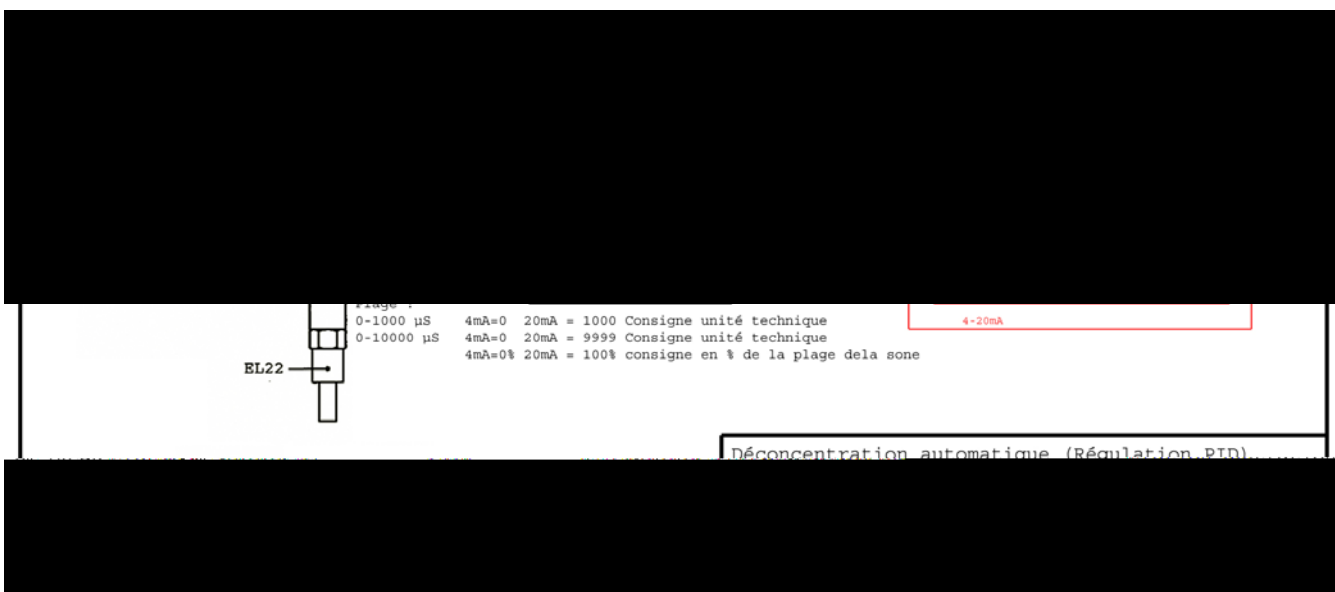 Plage :
0-1000 µS 4mA=0 20mA = 1000 Consigne unité technique
0-10000 µS 4mA=0 20mA = 9999 Consigne unité technique
4mA=0% 20mA = 100% consigne en % de la plage dela sone
4-20mA
EL22
Déconcentration automatique (Régulation PID)